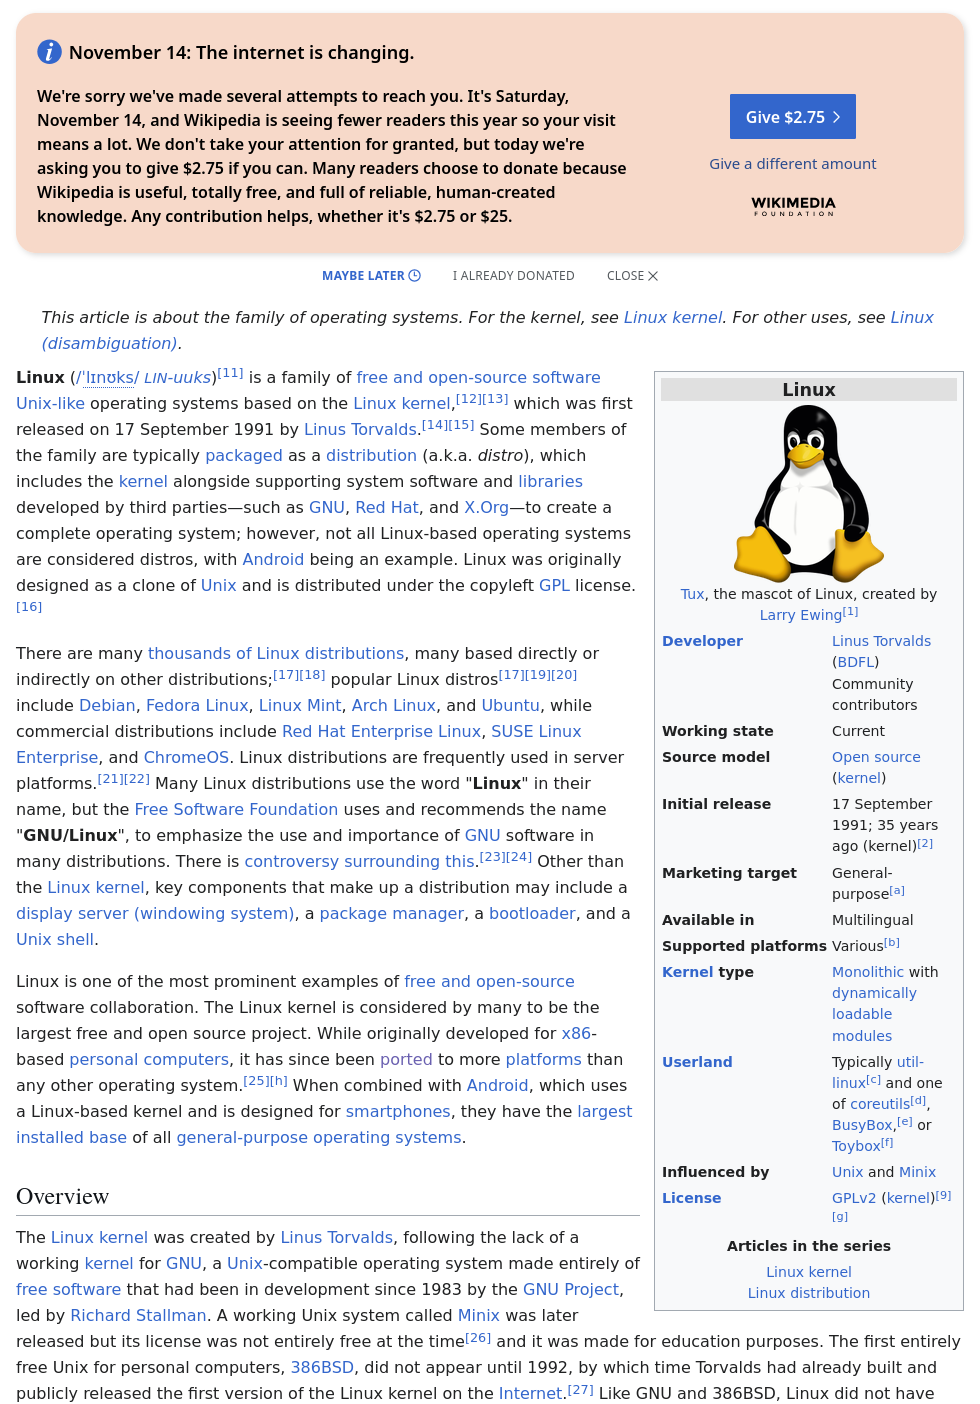 November 14: The internet is changing.
We're sorry we've made several attempts to reach you. It's Saturday,
November 14, and Wikipedia is seeing fewer readers this year so your visit
means a lot. We don't take your attention for granted, but today we're
asking you to give $2.75 if you can. Many readers choose to donate because
Wikipedia is useful, totally free, and full of reliable, human-created
knowledge. Any contribution helps, whether it's $2.75 or $25.
Give $2.75
Give a different amount
WIKIMEDIA
FOUNDATION
MAYBE LATER
I ALREADY DONATED
CLOSE
This article is about the family of operating systems. For the kernel, see Linux kernel. For other uses, see Linux
(disambiguation).
Linux (/ˈlɪnʊks/ LIN-uuks)[11] is a family of free and open-source software
Unix-like operating systems based on the Linux kernel,[12][13] which was first
released on 17 September 1991 by Linus Torvalds.[14][15] Some members of
the family are typically packaged as a distribution (a.k.a. distro), which
includes the kernel alongside supporting system software and libraries
developed by third parties—such as GNU, Red Hat, and X.Org—to create a
complete operating system; however, not all Linux-based operating systems
are considered distros, with Android being an example. Linux was originally
designed as a clone of Unix and is distributed under the copyleft GPL license.
[16]
There are many thousands of Linux distributions, many based directly or
indirectly on other distributions;[17][18] popular Linux distros[17][19][20]
include Debian, Fedora Linux, Linux Mint, Arch Linux, and Ubuntu, while
commercial distributions include Red Hat Enterprise Linux, SUSE Linux
Enterprise, and ChromeOS. Linux distributions are frequently used in server
platforms.[21][22] Many Linux distributions use the word "Linux" in their
name, but the Free Software Foundation uses and recommends the name
"GNU/Linux", to emphasize the use and importance of GNU software in
many distributions. There is controversy surrounding this.[23][24] Other than
the Linux kernel, key components that make up a distribution may include a
display server (windowing system), a package manager, a bootloader, and a
Unix shell.
Linux is one of the most prominent examples of free and open-source
software collaboration. The Linux kernel is considered by many to be the
largest free and open source project. While originally developed for x86-
based personal computers, it has since been ported to more platforms than
any other operating system.[25][h] When combined with Android, which uses
a Linux-based kernel and is designed for smartphones, they have the largest
installed base of all general-purpose operating systems.
Linux
Tux, the mascot of Linux, created by
Larry Ewing[1]
Developer Linus Torvalds
(BDFL)
Community
contributors
Working state Current
Source model Open source
(kernel)
Initial release 17 September
1991; 35 years
ago (kernel)[2]
Marketing target General-
purpose[a]
Available in Multilingual
Supported platforms Various[b]
Kernel type Monolithic with
dynamically
loadable
modules
Userland Typically util-
linux[c] and one
of coreutils[d],
BusyBox,[e] or
Toybox[f]
Influenced by Unix and Minix
License GPLv2 (kernel)[9]
[g]
Articles in the series
Linux kernel
Linux distribution
Overview
The Linux kernel was created by Linus Torvalds, following the lack of a
working kernel for GNU, a Unix-compatible operating system made entirely of
free software that had been in development since 1983 by the GNU Project,
led by Richard Stallman. A working Unix system called Minix was later
released but its license was not entirely free at the time[26] and it was made for education purposes. The first entirely
free Unix for personal computers, 386BSD, did not appear until 1992, by which time Torvalds had already built and
publicly released the first version of the Linux kernel on the Internet.[27] Like GNU and 386BSD, Linux did not have